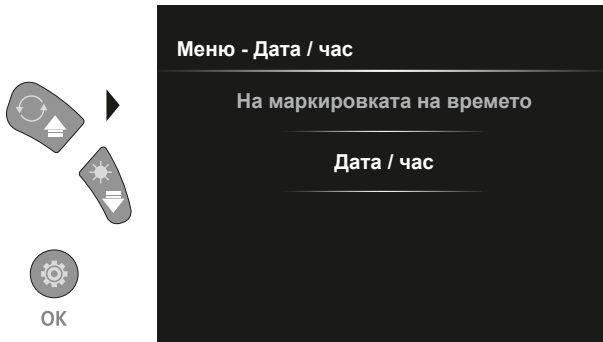 Меню - Дата / час
На маркировката на времето
Дата / час
OK